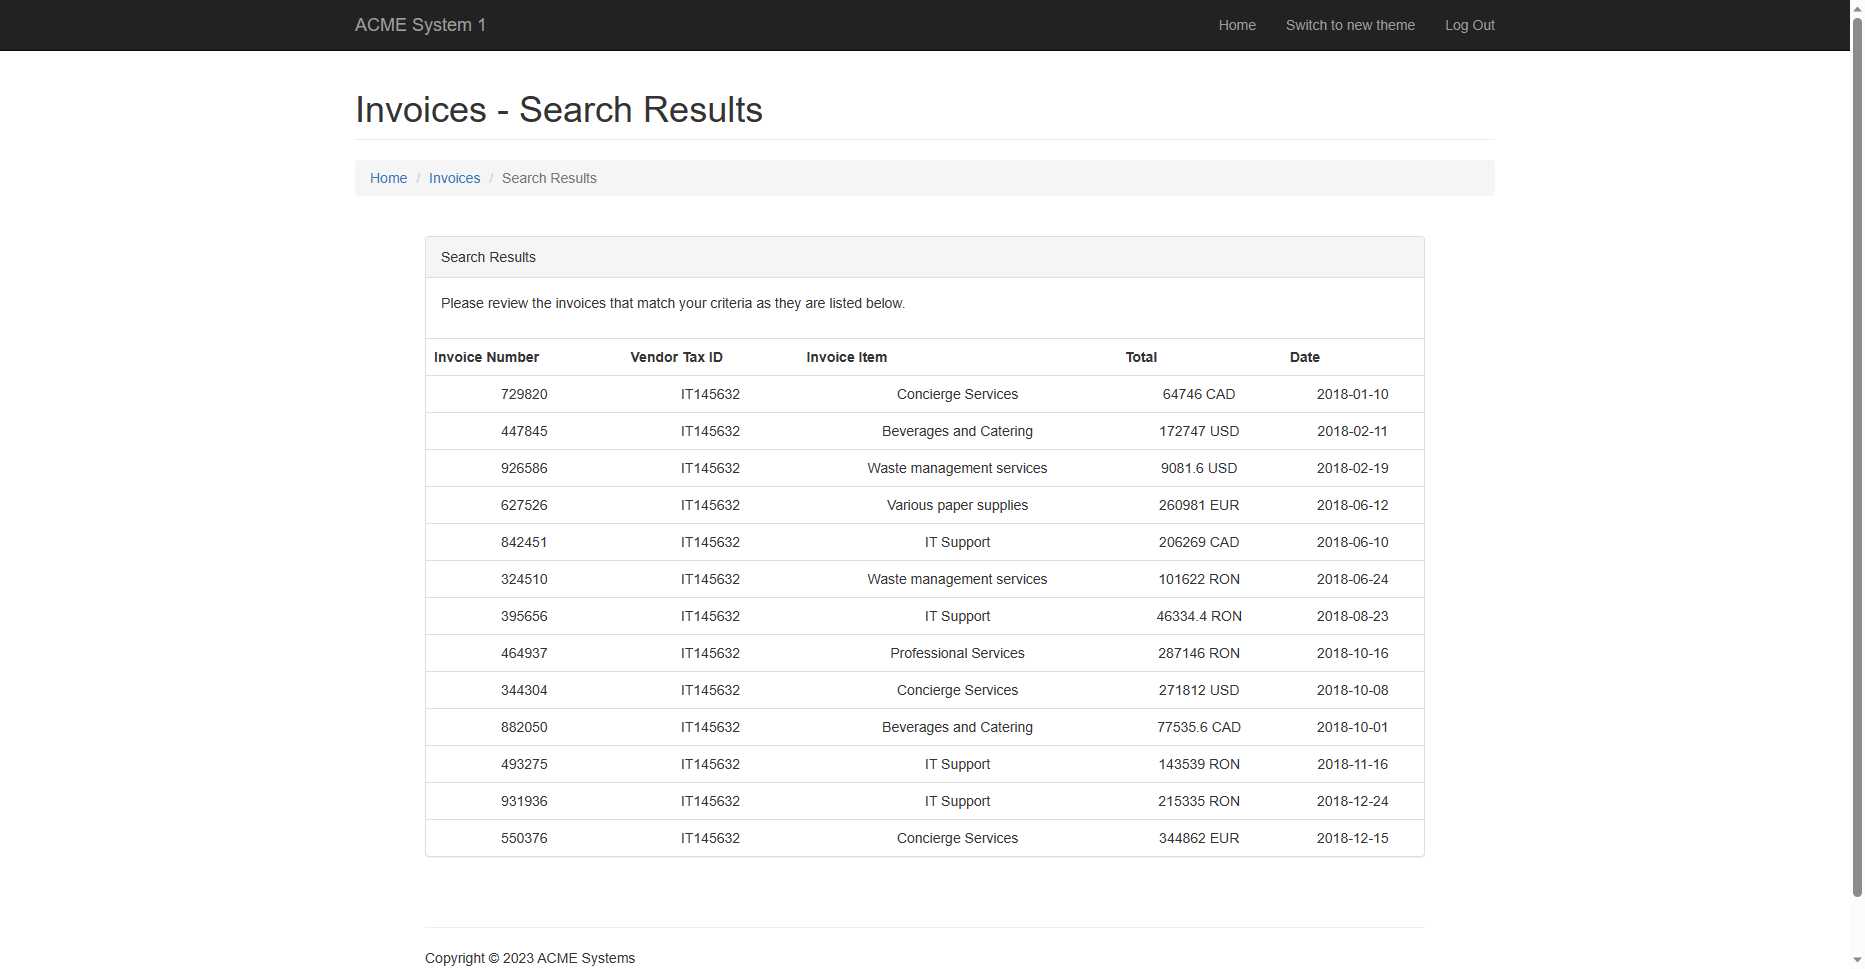 ACME System 1 Home Switch to new theme Log Out
Invoices - Search Results
Home / Invoices / Search Results
Search Results
Please review the invoices that match your criteria as they are listed below.
Invoice Number Vendor Tax ID Invoice Item Total Date
729820 IT145632 Concierge Services 64746 CAD 2018-01-10
447845 IT145632 Beverages and Catering 172747 USD 2018-02-11
926586 IT145632 Waste management services 9081.6 USD 2018-02-19
627526 IT145632 Various paper supplies 260981 EUR 2018-06-12
842451 IT145632 IT Support 206269 CAD 2018-06-10
324510 IT145632 Waste management services 101622 RON 2018-06-24
395656 IT145632 IT Support 46334.4 RON 2018-08-23
464937 IT145632 Professional Services 287146 RON 2018-10-16
344304 IT145632 Concierge Services 271812 USD 2018-10-08
882050 IT145632 Beverages and Catering 77535.6 CAD 2018-10-01
493275 IT145632 IT Support 143539 RON 2018-11-16
931936 IT145632 IT Support 215335 RON 2018-12-24
550376 IT145632 Concierge Services 344862 EUR 2018-12-15
Copyright © 2023 ACME Systems